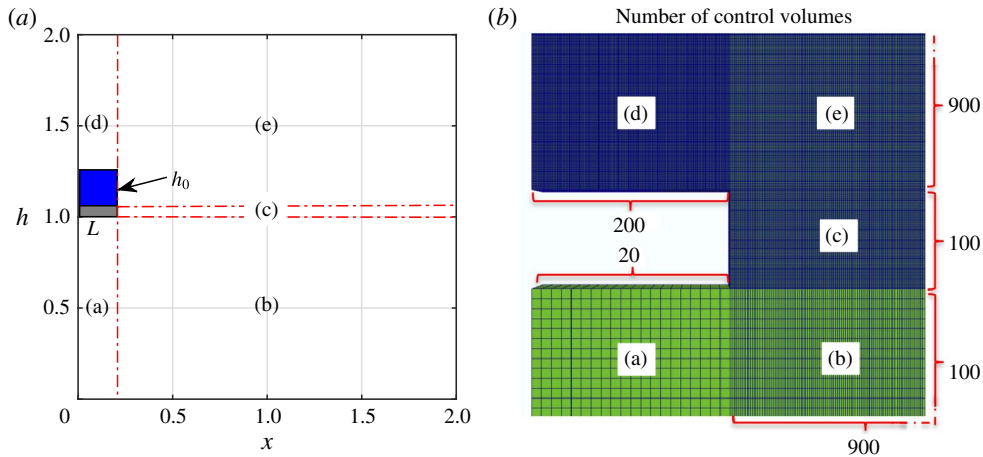 (a)
2.0
1.5
1.0
0.5
0
h
(d)
(e)
h0
(c)
L
(a)
(b)
0.5
1.0
1.5
2.0
x
(b)
Number of control volumes
(d)
(e)
900
200
20
(c)
100
(a)
(b)
100
900